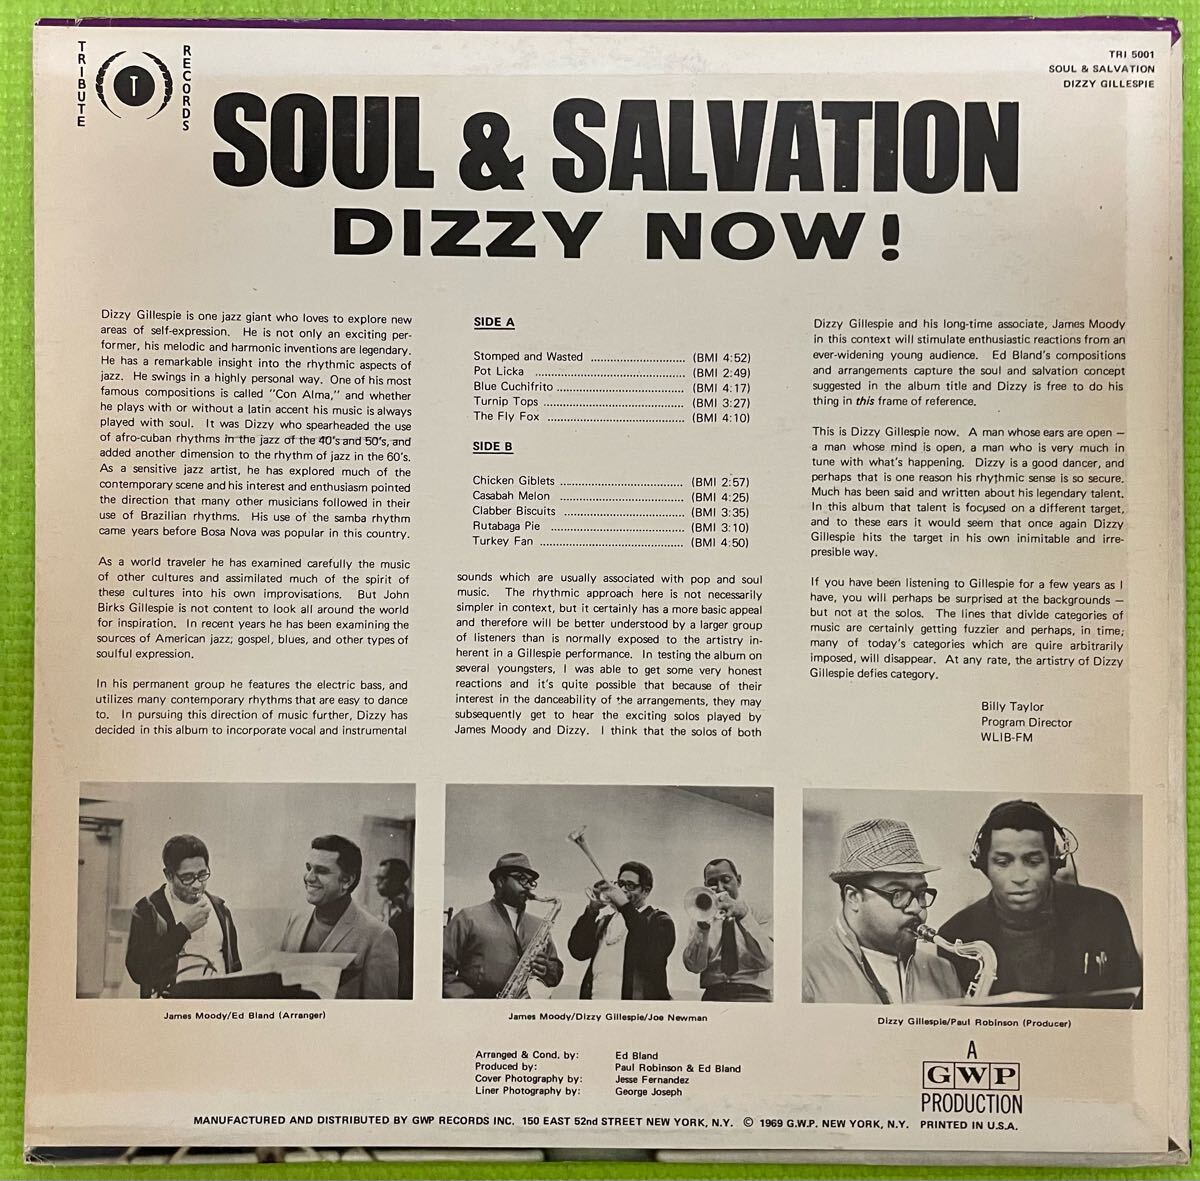 TRIBUTE
T
RECORDS
TRI 5001
SOUL & SALVATION
DIZZY GILLESPIE
SOUL & SALVATION
DIZZY NOW!
Dizzy Gillespie is one jazz giant who loves to explore new
areas of self-expression. He is not only an exciting per-
former, his melodic and harmonic inventions are legendary.
He has a remarkable insight into the rhythmic aspects of
jazz. He swings in a highly personal way. One of his most
famous compositions is called "Con Alma," and whether
he plays with or without a latin accent his music is always
played with soul. It was Dizzy who spearheaded the use
of afro-cuban rhythms in the jazz of the 40's and 50's, and
added another dimension to the rhythm of jazz in the 60's.
As a sensitive jazz artist, he has explored much of the
contemporary scene and his interest and enthusiasm pointed
the direction that many other musicians followed in their
use of Brazilian rhythms. His use of the samba rhythm
came years before Bosa Nova was popular in this country.
As a world traveler he has examined carefully the music
of other cultures and assimilated much of the spirit of
these cultures into his own improvisations. But John
Birks Gillespie is not content to look all around the world
for inspiration. In recent years he has been examining the
sources of American jazz; gospel, blues, and other types of
soulful expression.
In his permanent group he features the electric bass, and
utilizes many contemporary rhythms that are easy to dance
to. In pursuing this direction of music further, Dizzy has
decided in this album to incorporate vocal and instrumental
SIDE A
Stomped and Wasted ........................ (BMI 4:52)
Pot Licka ...................................... (BMI 2:49)
Blue Cuchifrito ................................ (BMI 4:17)
Turnip Tops .................................... (BMI 3:27)
The Fly Fox ................................... (BMI 4:10)
SIDE B
Chicken Giblets ............................... (BMI 2:57)
Casabah Melon ............................... (BMI 4:25)
Clabber Biscuits ............................... (BMI 3:35)
Rutabaga Pie .................................. (BMI 3:10)
Turkey Fan .................................... (BMI 4:50)
sounds which are usually associated with pop and soul
music. The rhythmic approach here is not necessarily
simpler in context, but it certainly has a more basic appeal
and therefore will be better understood by a larger group
of listeners than is normally exposed to the artistry in-
herent in a Gillespie performance. In testing the album on
several youngsters, I was able to get some very honest
reactions and it's quite possible that because of their
interest in the danceability of the arrangements, they may
subsequently get to hear the exciting solos played by
James Moody and Dizzy. I think that the solos of both
Dizzy Gillespie and his long-time associate, James Moody
in this context will stimulate enthusiastic reactions from an
ever-widening young audience. Ed Bland's compositions
and arrangements capture the soul and salvation concept
suggested in the album title and Dizzy is free to do his
thing in this frame of reference.
This is Dizzy Gillespie now. A man whose ears are open —
a man whose mind is open, a man who is very much in
tune with what's happening. Dizzy is a good dancer, and
perhaps that is one reason his rhythmic sense is so secure.
Much has been said and written about his legendary talent.
In this album that talent is focused on a different target,
and to these ears it would seem that once again Dizzy
Gillespie hits the target in his own inimitable and irre-
presible way.
If you have been listening to Gillespie for a few years as I
have, you will perhaps be surprised at the backgrounds —
but not at the solos. The lines that divide categories of
music are certainly getting fuzzier and perhaps, in time;
many of today's categories which are quire arbitrarily
imposed, will disappear. At any rate, the artistry of Dizzy
Gillespie defies category.
Billy Taylor
Program Director
WLIB-FM
James Moody/Ed Bland (Arranger)
James Moody/Dizzy Gillespie/Joe Newman
Dizzy Gillespie/Paul Robinson (Producer)
Arranged & Cond. by: Ed Bland
Produced by: Paul Robinson & Ed Bland
Cover Photography by: Jesse Fernandez
Liner Photography by: George Joseph
A
GWP
PRODUCTION
MANUFACTURED AND DISTRIBUTED BY GWP RECORDS INC. 150 EAST 52nd STREET NEW YORK, N.Y. © 1969 G.W.P. NEW YORK, N.Y. PRINTED IN U.S.A.